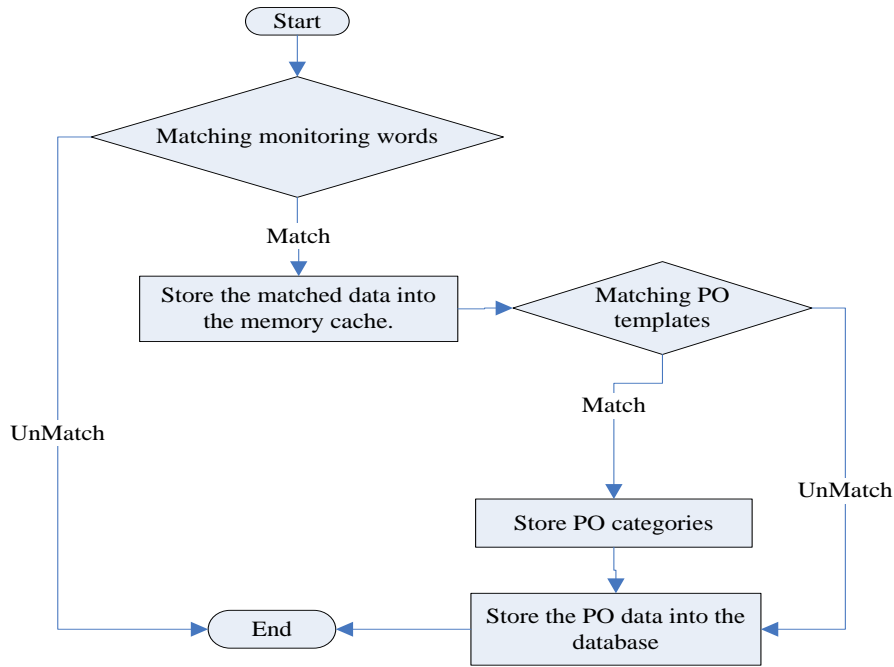 Start
Matching monitoring words
Match
Store the matched data into
the memory cache.
Matching PO
templates
Match
UnMatch
UnMatch
Store PO categories
Store the PO data into the
database
End